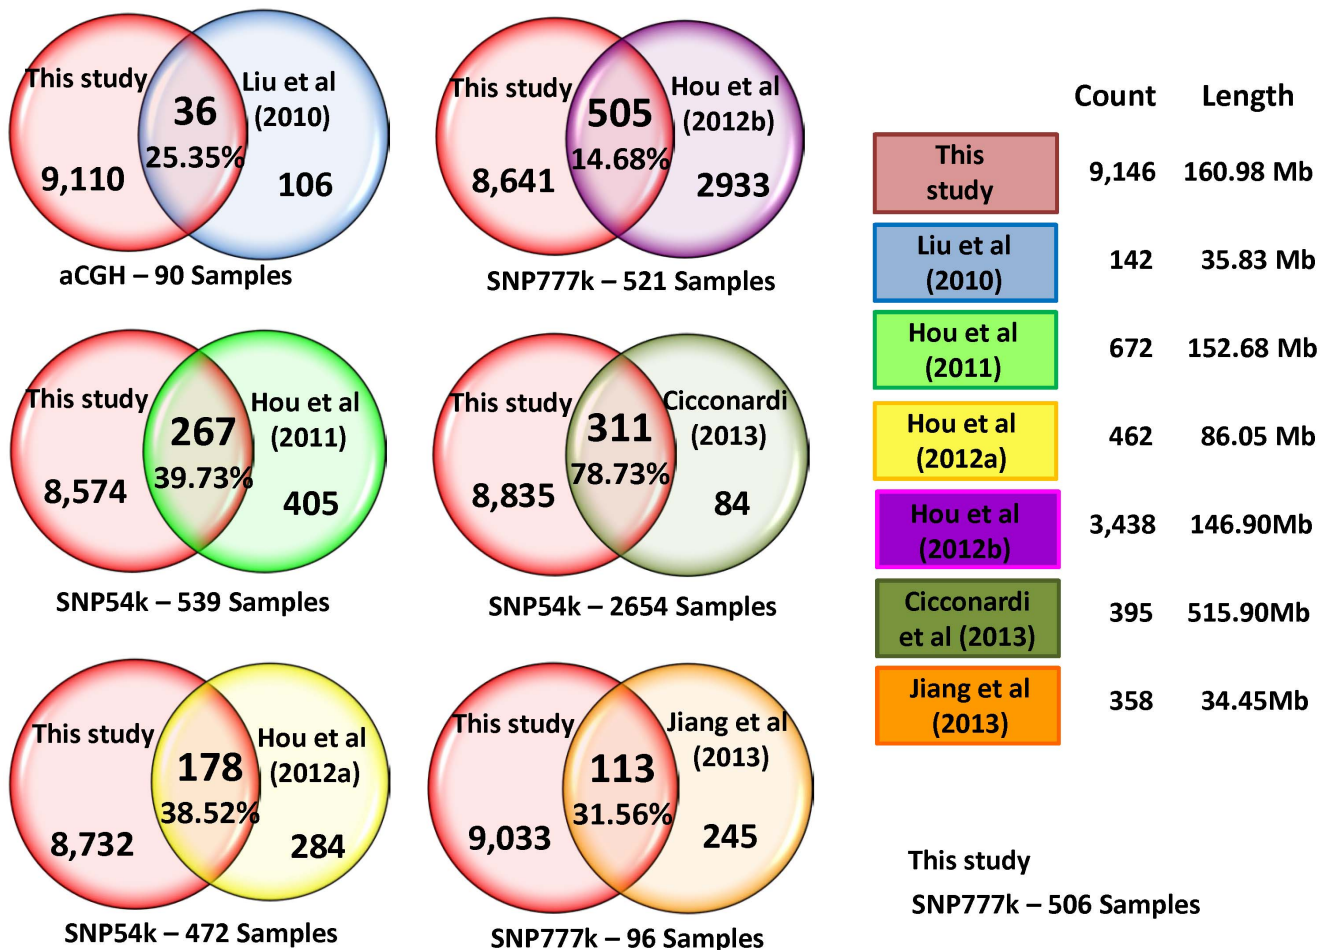 This study
36
25.35%
9,110
Liu et al
(2010)
106
aCGH – 90 Samples
This study
505
14.68%
8,641
Hou et al
(2012b)
2933
SNP777k – 521 Samples
This study
267
39.73%
8,574
Hou et al
(2011)
405
SNP54k – 539 Samples
This study
311
78.73%
8,835
Cicconardi
(2013)
84
SNP54k – 2654 Samples
This study
178
38.52%
8,732
Hou et al
(2012a)
284
SNP54k – 472 Samples
This study
113
31.56%
9,033
Jiang et al
(2013)
245
SNP777k – 96 Samples
Count Length
This
study
9,146 160.98 Mb
Liu et al
(2010)
142 35.83 Mb
Hou et al
(2011)
672 152.68 Mb
Hou et al
(2012a)
462 86.05 Mb
Hou et al
(2012b)
3,438 146.90Mb
Cicconardi
et al (2013)
395 515.90Mb
Jiang et al
(2013)
358 34.45Mb
This study
SNP777k – 506 Samples